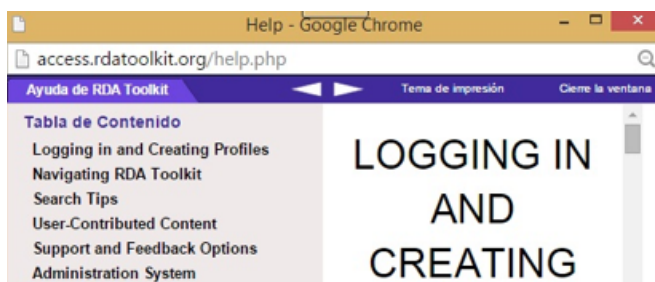 Help - Google Chrome
access.rdatoolkit.org/help.php
Ayuda de RDA Toolkit
Tema de impresión
Cierre la ventana
Tabla de Contenido
Logging in and Creating Profiles
Navigating RDA Toolkit
Search Tips
User-Contributed Content
Support and Feedback Options
Administration System
LOGGING IN
AND
CREATING